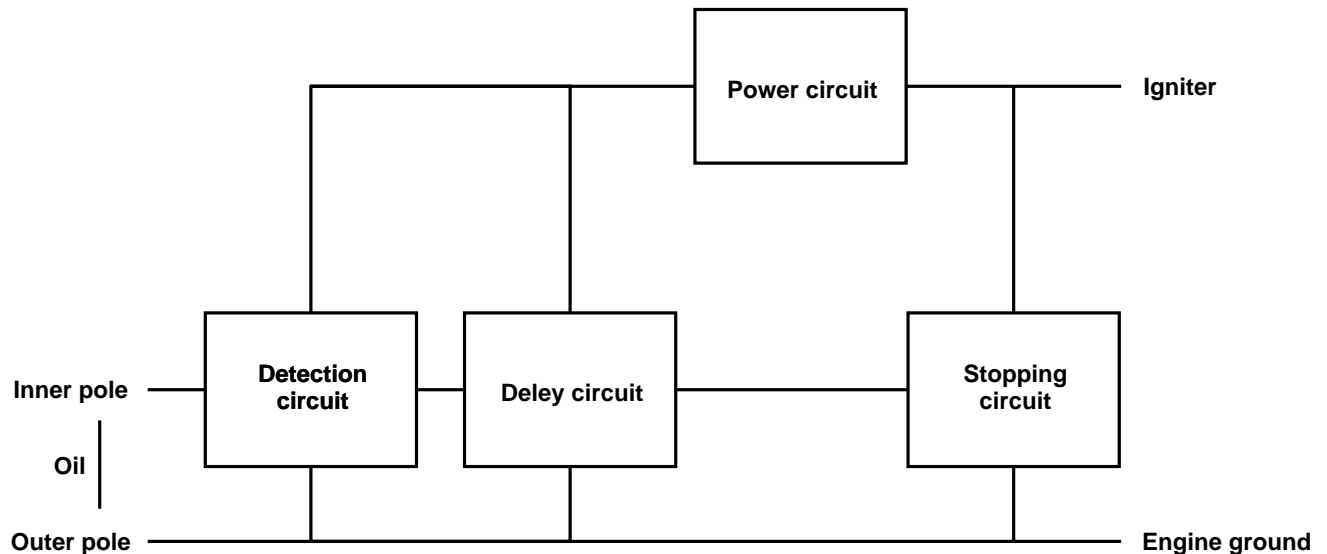 Power circuit
Igniter
Detection
circuit
Deley circuit
Stopping
circuit
Inner pole
Oil
Outer pole
Engine ground